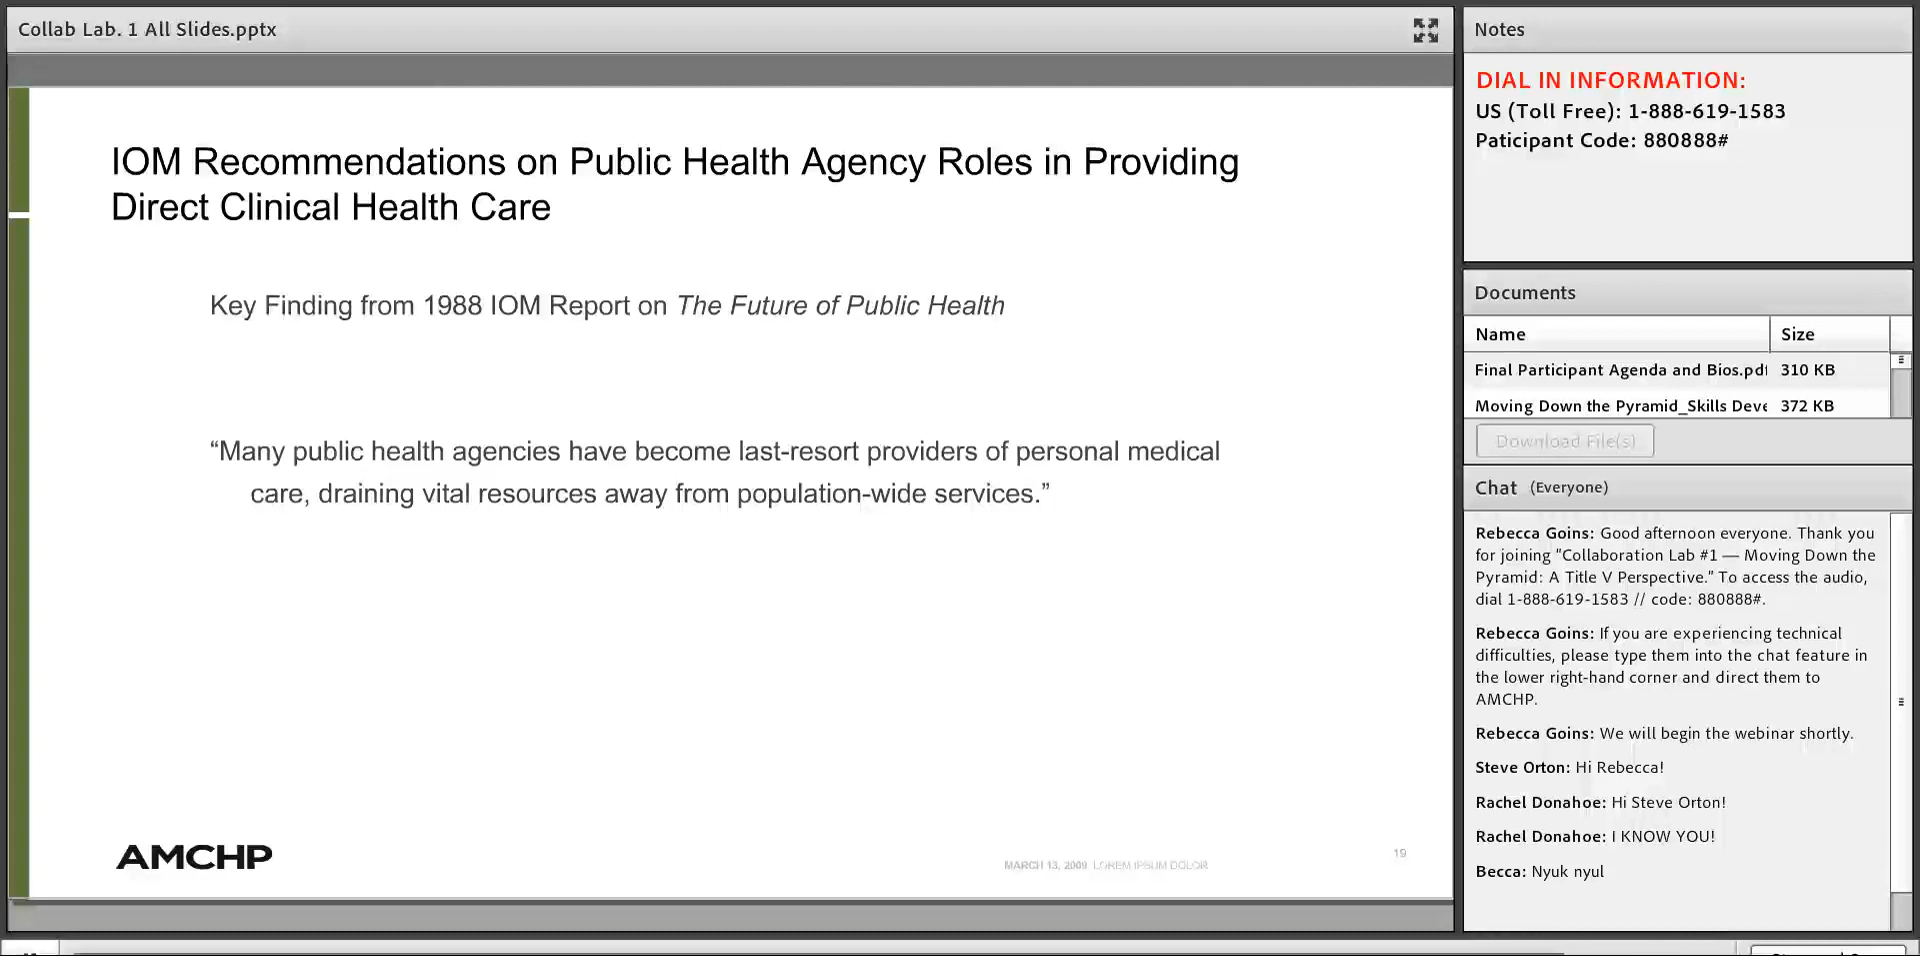 Collab Lab. 1 All Slides.pptx
IOM Recommendations on Public Health Agency Roles in Providing
Direct Clinical Health Care
Key Finding from 1988 IOM Report on The Future of Public Health
“Many public health agencies have become last-resort providers of personal medical
care, draining vital resources away from population-wide services.”
AMCHP
MARCH 13, 2009 LOREM IPSUM DOLOR
19
Notes
DIAL IN INFORMATION:
US (Toll Free): 1-888-619-1583
Paticipant Code: 880888#
Documents
Name Size
Final Participant Agenda and Bios.pdf 310 KB
Moving Down the Pyramid_Skills Deve 372 KB
Download File(s)
Chat (Everyone)
Rebecca Goins: Good afternoon everyone. Thank you
for joining "Collaboration Lab #1 — Moving Down the
Pyramid: A Title V Perspective." To access the audio,
dial 1-888-619-1583 // code: 880888#.
Rebecca Goins: If you are experiencing technical
difficulties, please type them into the chat feature in
the lower right-hand corner and direct them to
AMCHP.
Rebecca Goins: We will begin the webinar shortly.
Steve Orton: Hi Rebecca!
Rachel Donahoe: Hi Steve Orton!
Rachel Donahoe: I KNOW YOU!
Becca: Nyuk nyul